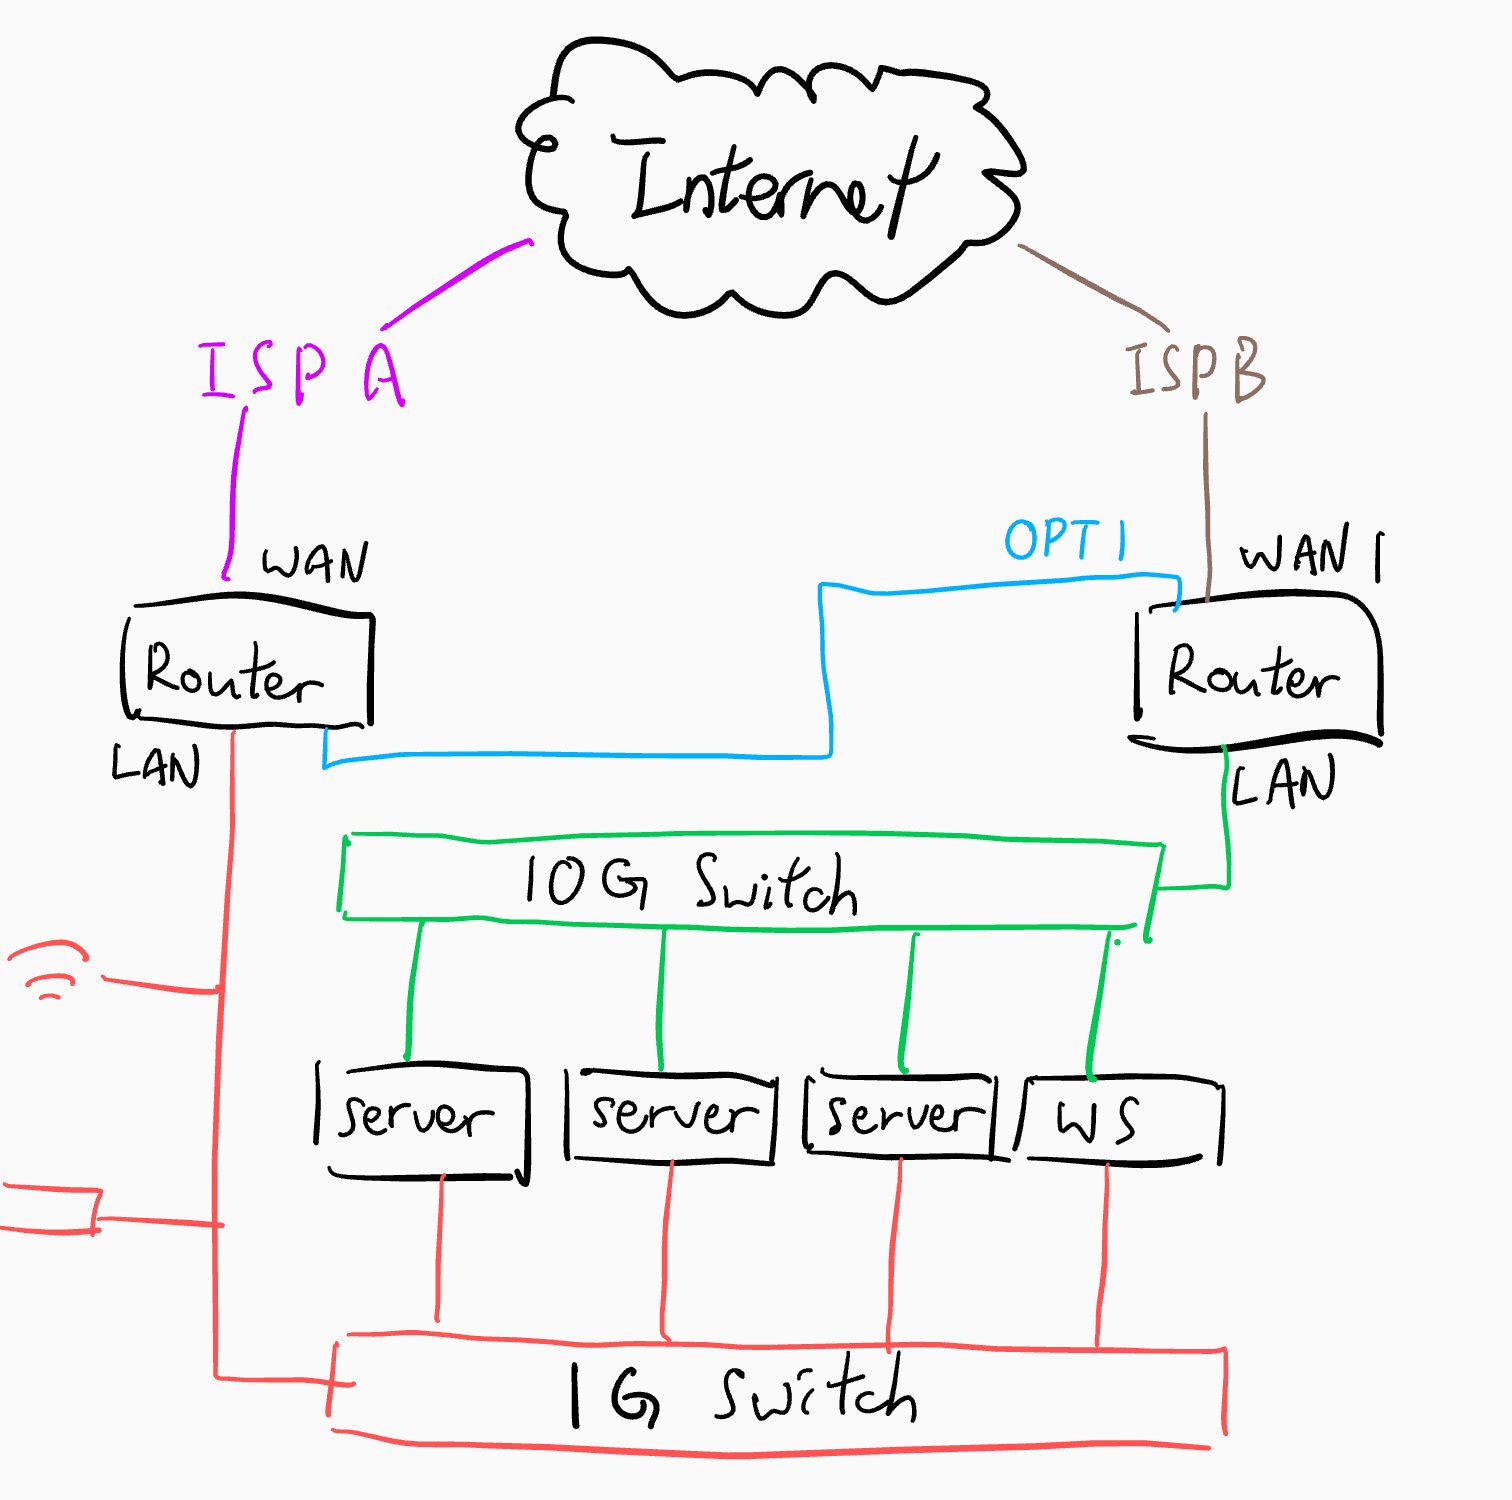 Internet
ISP A
ISP B
OPT 1
WAN
WAN 1
Router
Router
LAN
LAN
10G Switch
server
server
server
WS
1G Switch